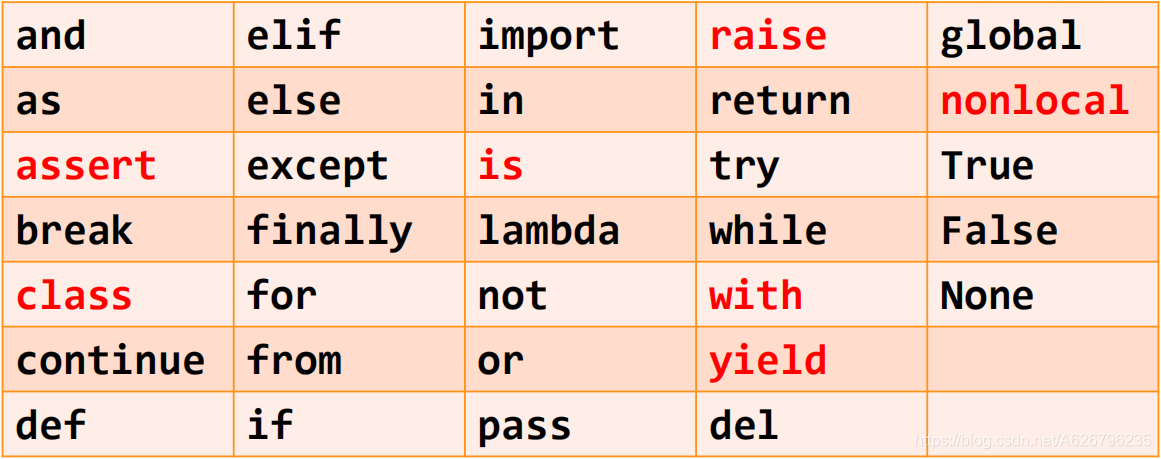 and elif import raise global
as else in return nonlocal
assert except is try True
break finally lambda while False
class for not with None
continue from or yield
def if pass del
https://blog.csdn.net/A626796235